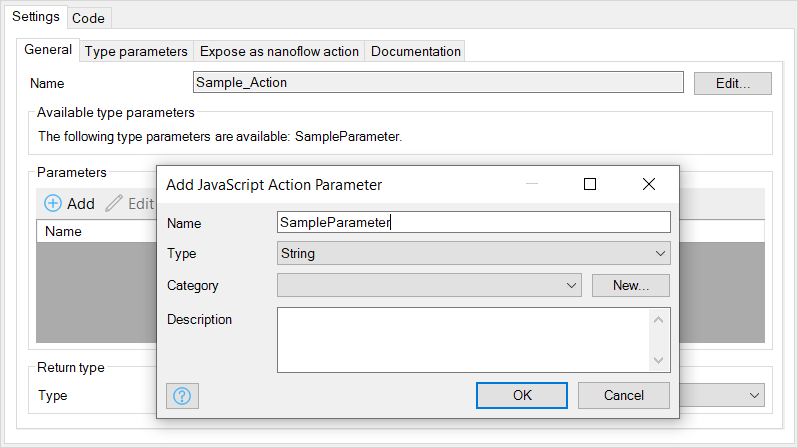 Settings Code
General Type parameters Expose as nanoflow action Documentation
Name Sample_Action Edit...
Available type parameters
The following type parameters are available: SampleParameter.
Parameters
Add Edit
Name
Add JavaScript Action Parameter
Name SampleParameter
Type String
Category New...
Description
? OK Cancel
Return type
Type